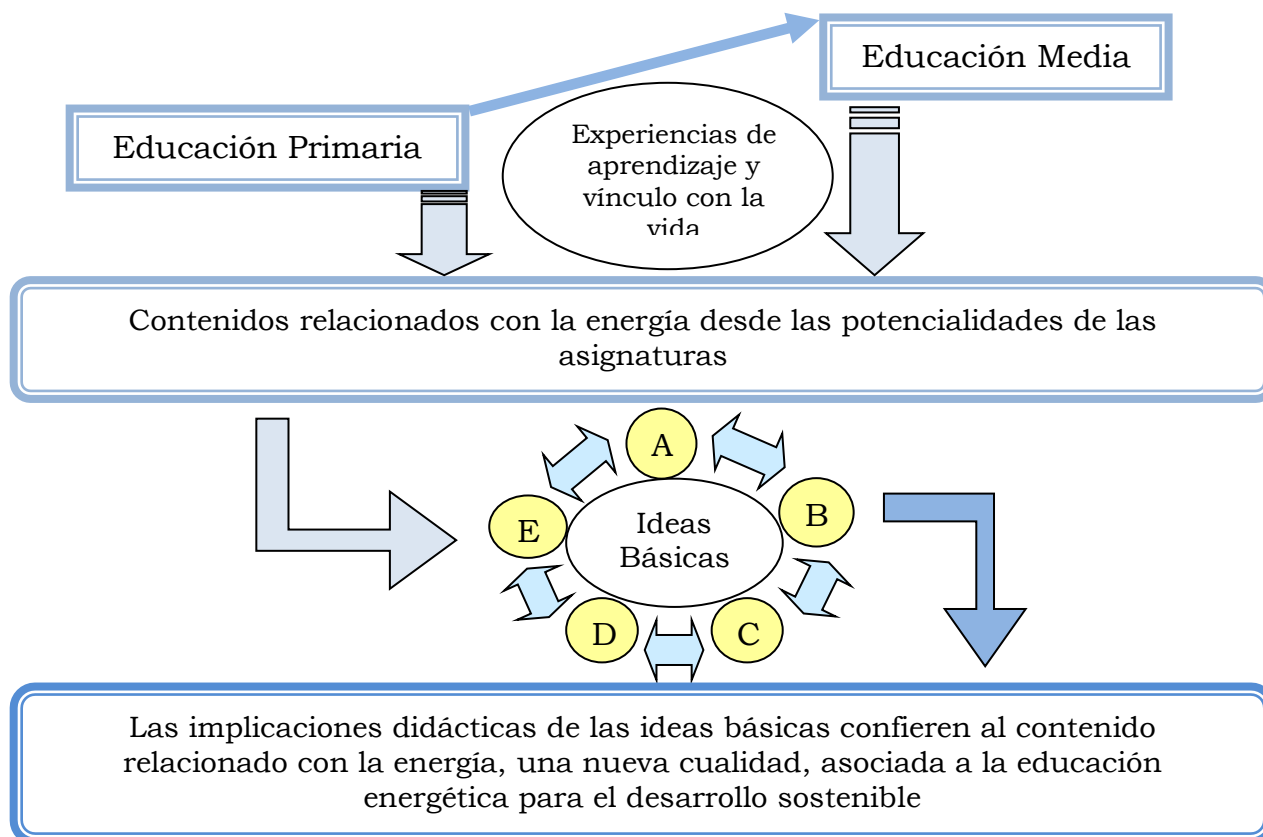 Educación Media
Educación Primaria
Experiencias de
aprendizaje y
vínculo con la
vida
Contenidos relacionados con la energía desde las potencialidades de las
asignaturas
A
B
E
Ideas
Básicas
D
C
Las implicaciones didácticas de las ideas básicas confieren al contenido
relacionado con la energía, una nueva cualidad, asociada a la educación
energética para el desarrollo sostenible